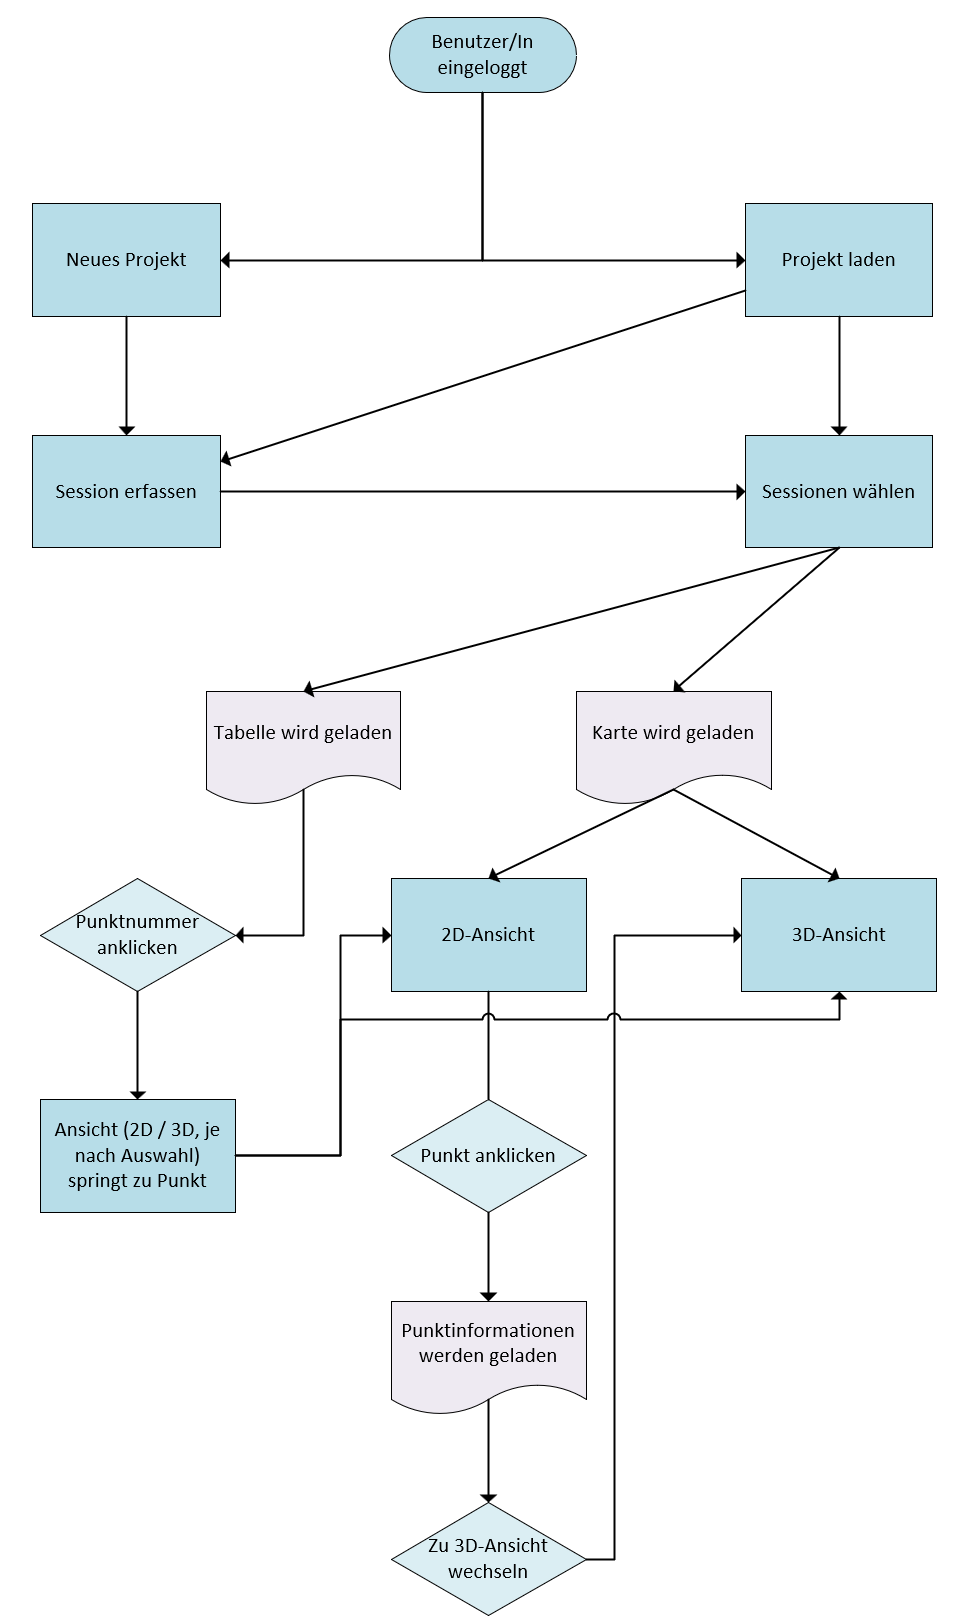 Benutzer/In
eingeloggt
Neues Projekt
Projekt laden
Session erfassen
Sessionen wählen
Tabelle wird geladen
Karte wird geladen
Punktnummer
anklicken
2D-Ansicht
3D-Ansicht
Ansicht (2D / 3D, je
nach Auswahl)
springt zu Punkt
Punkt anklicken
Punktinformationen
werden geladen
Zu 3D-Ansicht
wechseln